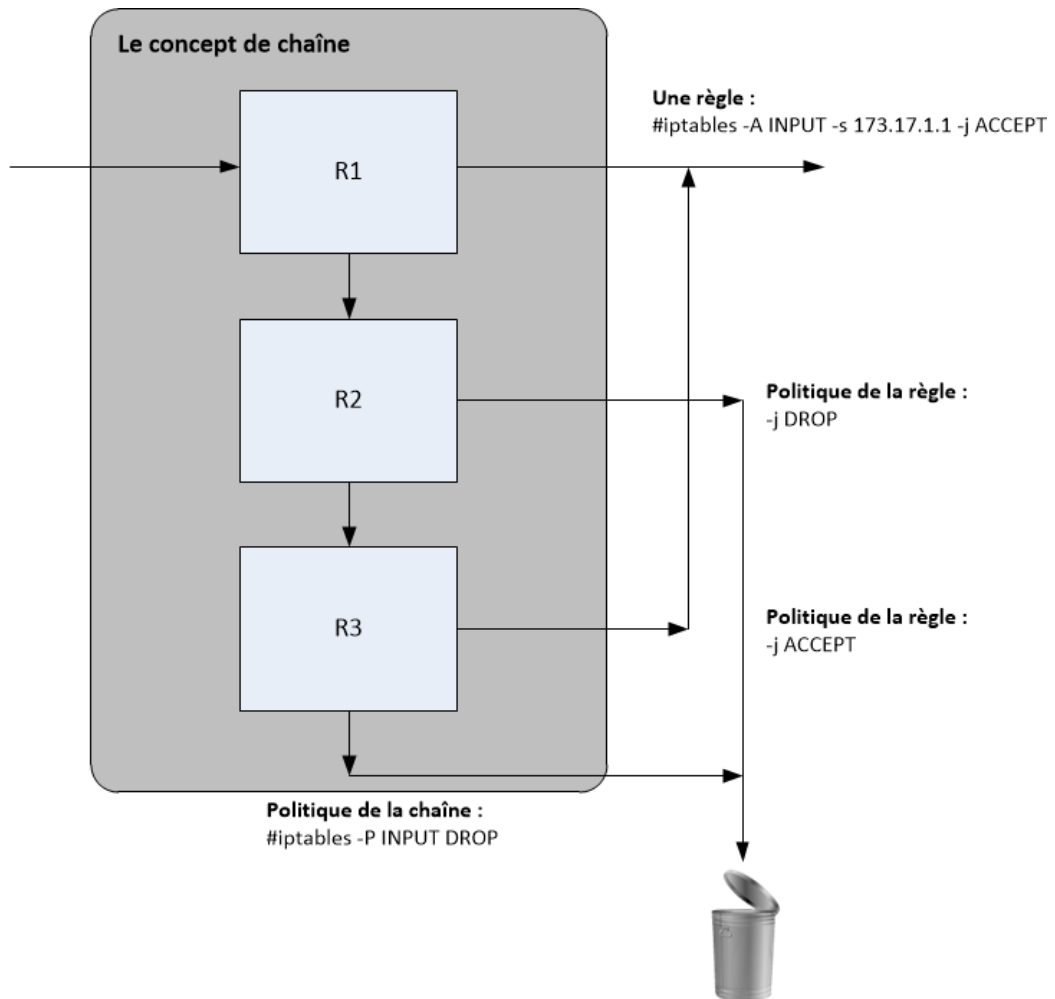 Le concept de chaîne
Une règle :
#iptables -A INPUT -s 173.17.1.1 -j ACCEPT
R1
R2
Politique de la règle :
-j DROP
R3
Politique de la règle :
-j ACCEPT
Politique de la chaîne :
#iptables -P INPUT DROP